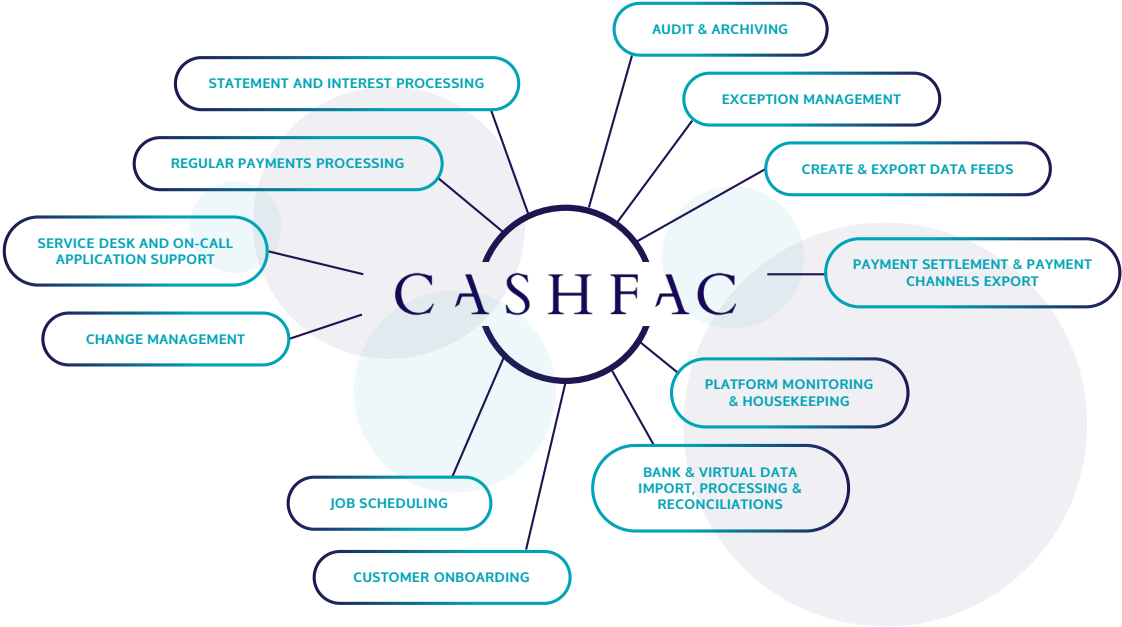 AUDIT & ARCHIVING
STATEMENT AND INTEREST PROCESSING
EXCEPTION MANAGEMENT
REGULAR PAYMENTS PROCESSING
CREATE & EXPORT DATA FEEDS
SERVICE DESK AND ON-CALL
APPLICATION SUPPORT
PAYMENT SETTLEMENT & PAYMENT
CHANNELS EXPORT
CASHFAC
CHANGE MANAGEMENT
PLATFORM MONITORING
& HOUSEKEEPING
BANK & VIRTUAL DATA
IMPORT, PROCESSING &
RECONCILIATIONS
JOB SCHEDULING
CUSTOMER ONBOARDING